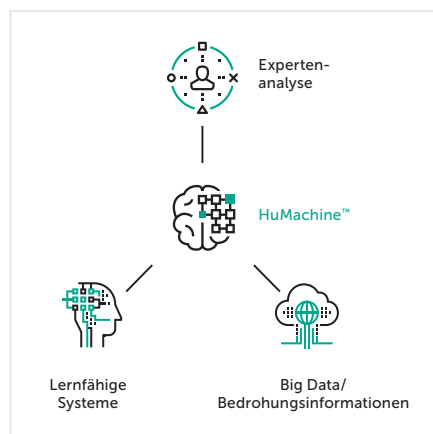 Experten-
analyse
HuMachine™
Lernfähige
Systeme
Big Data/
Bedrohungsinformationen